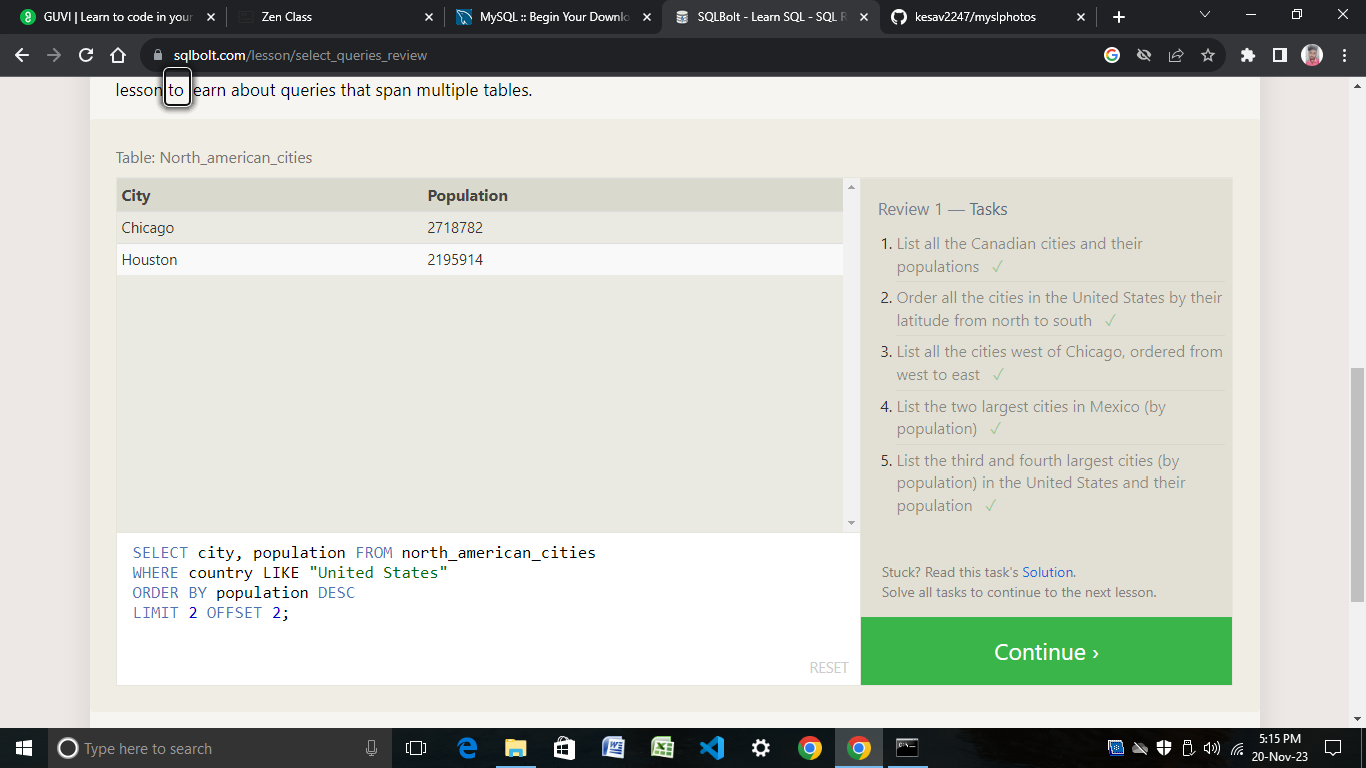 GUVI | Learn to code in your
Zen Class
MySQL :: Begin Your Downlo
SQLBolt - Learn SQL - SQL R
kesav2247/myslphotos
sqlbolt.com/lesson/select_queries_review
lesson to earn about queries that span multiple tables.
Table: North_american_cities
City Population
Chicago 2718782
Houston 2195914
Review 1 — Tasks
1. List all the Canadian cities and their
populations ✓
2. Order all the cities in the United States by their
latitude from north to south ✓
3. List all the cities west of Chicago, ordered from
west to east ✓
4. List the two largest cities in Mexico (by
population) ✓
5. List the third and fourth largest cities (by
population) in the United States and their
population ✓
SELECT city, population FROM north_american_cities
WHERE country LIKE "United States"
ORDER BY population DESC
LIMIT 2 OFFSET 2;
RESET
Stuck? Read this task's Solution.
Solve all tasks to continue to the next lesson.
Continue ›
Type here to search
5:15 PM
20-Nov-23